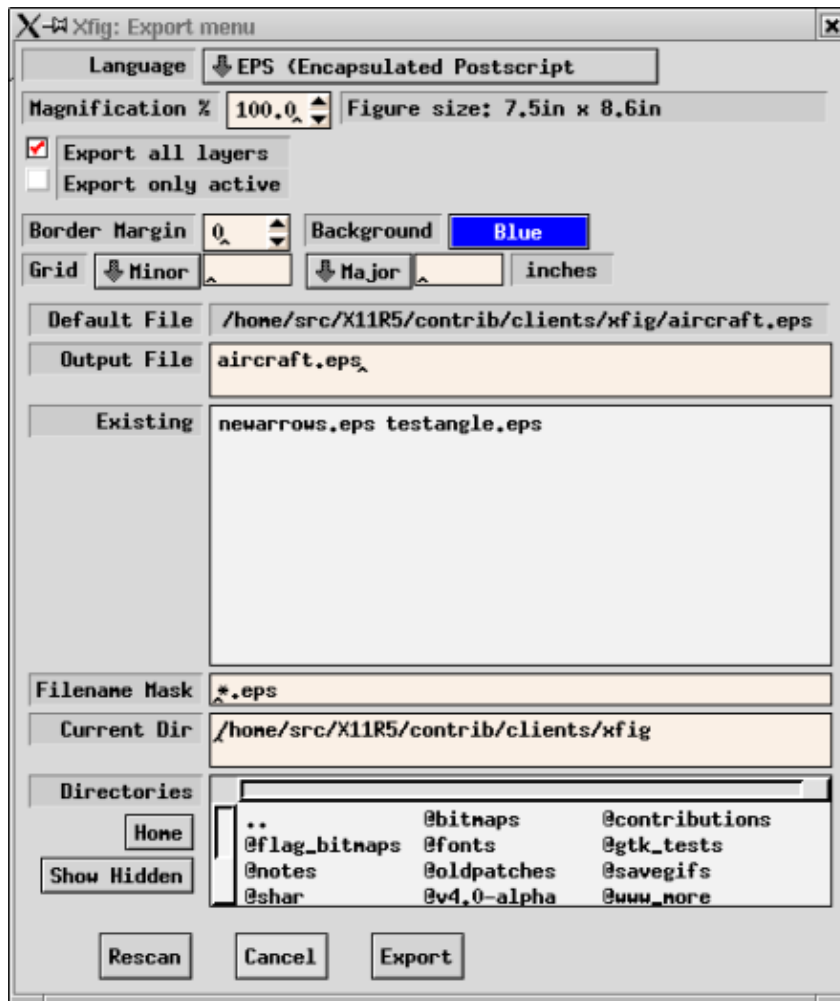 Xfig: Export menu
Language EPS (Encapsulated Postscript
Magnification % 100.0 Figure size: 7.5in x 8.6in
Export all layers
Export only active
Border Margin 0 Background Blue
Grid Minor Major inches
Default File /home/src/X11R5/contrib/clients/xfig/aircraft.eps
Output File aircraft.eps
Existing newarrows.eps testangle.eps
Filename Mask *.eps
Current Dir /home/src/X11R5/contrib/clients/xfig
Directories
.. @bitmaps @contributions
Home @flag_bitmaps @fonts @gtk_tests
Show Hidden @notes @oldpatches @savegifs
@shar @v4.0-alpha @www_more
Rescan Cancel Export